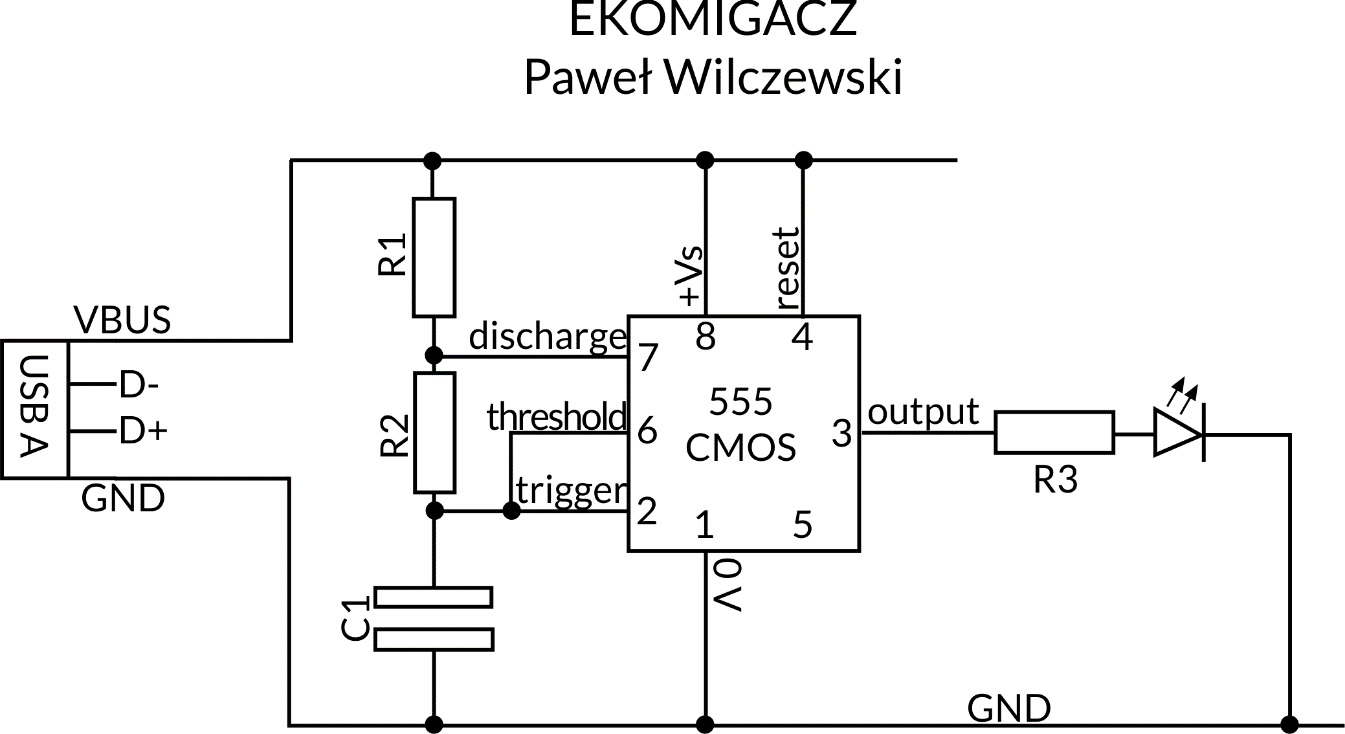 EKOMIGACZ
Paweł Wilczewski
R1
+Vs
reset
VBUS
discharge
8
4
7
USB A
D-
D+
R2
threshold
6
555
CMOS
3
output
R3
GND
trigger
2
1
5
0 V
C1
GND